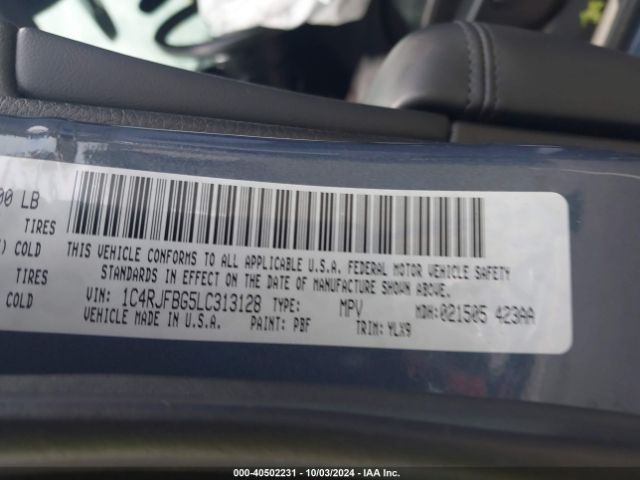 00 LB
TIRES
) COLD
TIRES
COLD
THIS VEHICLE CONFORMS TO ALL APPLICABLE U.S.A. FEDERAL MOTOR VEHICLE SAFETY
STANDARDS IN EFFECT ON THE DATE OF MANUFACTURE SHOWN ABOVE.
VIN: 1C4RJFBG5LC313128 TYPE: MPV MDH:021505 423AA
VEHICLE MADE IN U.S.A. PAINT: PBF TRIM: YLX9
000-40502231 - 10/03/2024 - IAA Inc.